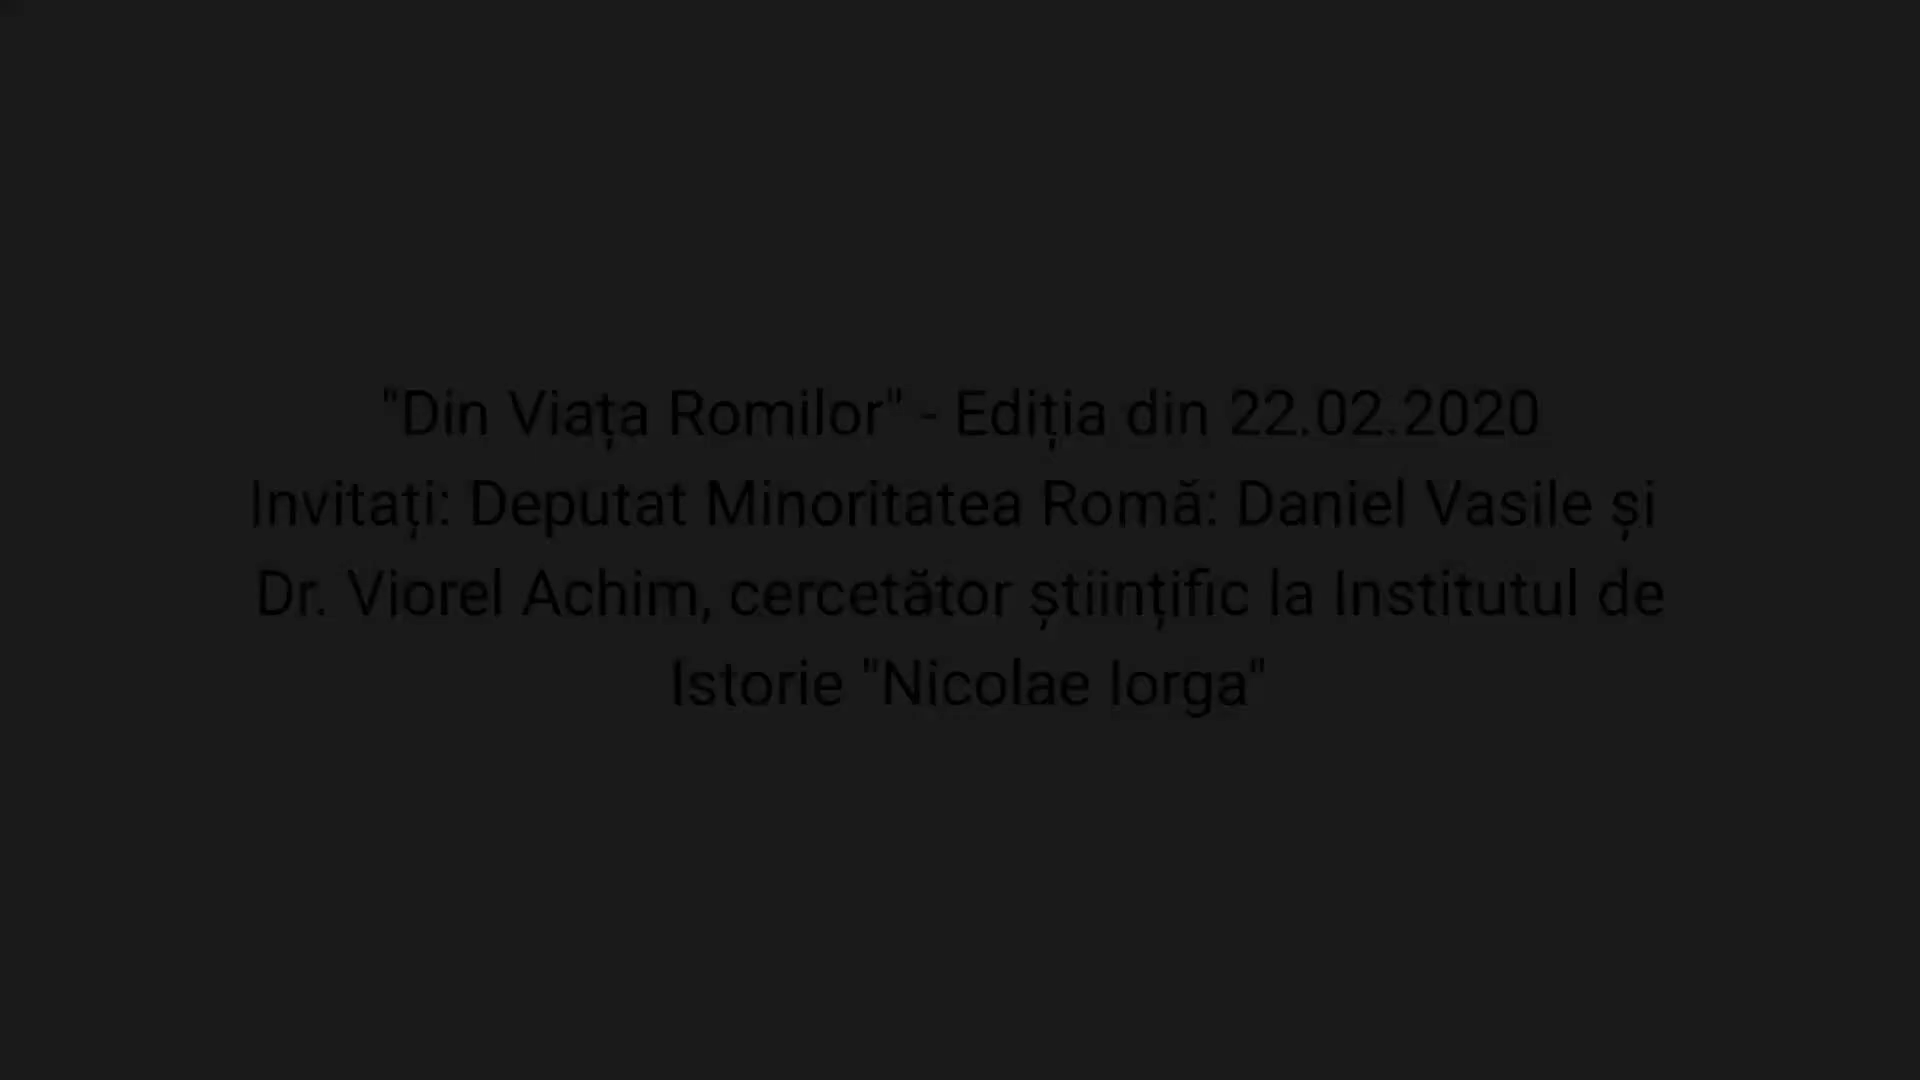 "Din Viața Romilor" - Ediția din 22.02.2020
Invitați: Deputat Minoritatea Romă: Daniel Vasile și
Dr. Viorel Achim, cercetător științific la Institutul de
Istorie "Nicolae Iorga"